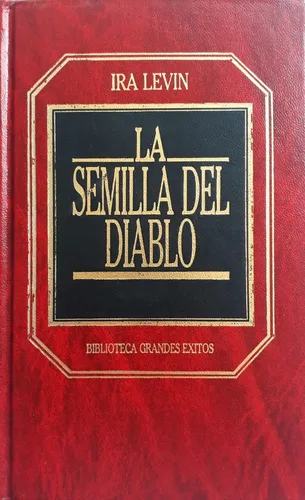 IRA LEVIN
LA
SEMILLA DEL
DIABLO
BIBLIOTECA GRANDES EXITOS